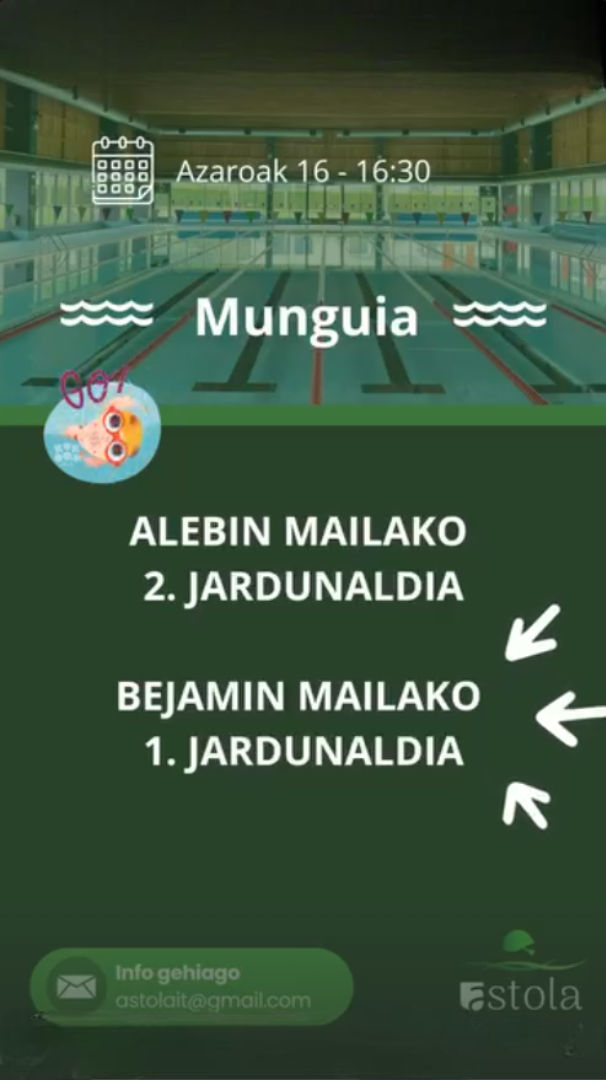 Azaroak 16 - 16:30
Munguia
GO!
ALEBIN MAILAKO
2. JARDUNALDIA
BEJAMIN MAILAKO
1. JARDUNALDIA
Info gehiago
astolait@gmail.com
astola